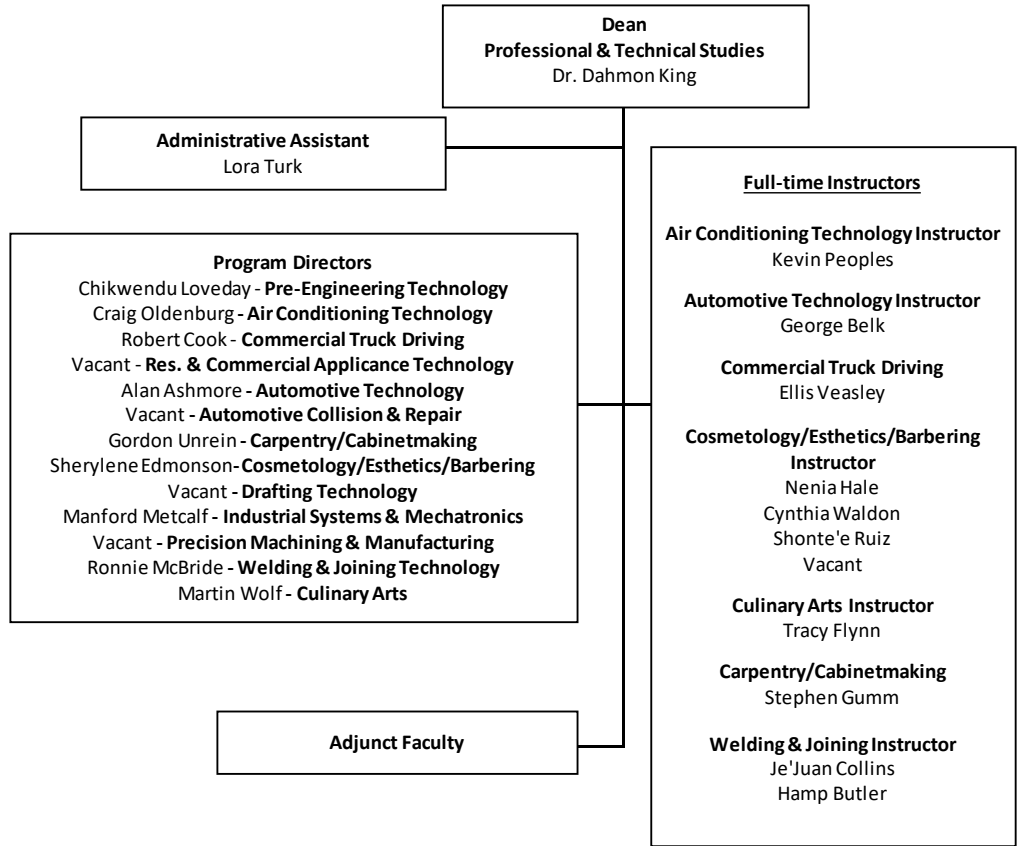 Dean
Professional & Technical Studies
Dr. Dahmon King
Administrative Assistant
Lora Turk
Program Directors
Chikwendu Loveday - Pre-Engineering Technology
Craig Oldenburg - Air Conditioning Technology
Robert Cook - Commercial Truck Driving
Vacant - Res. & Commercial Applicance Technology
Alan Ashmore - Automotive Technology
Vacant - Automotive Collision & Repair
Gordon Unrein - Carpentry/Cabinetmaking
Sherylene Edmonson- Cosmetology/Esthetics/Barbering
Vacant - Drafting Technology
Manford Metcalf - Industrial Systems & Mechatronics
Vacant - Precision Machining & Manufacturing
Ronnie McBride - Welding & Joining Technology
Martin Wolf - Culinary Arts
Full-time Instructors
Air Conditioning Technology Instructor
Kevin Peoples
Automotive Technology Instructor
George Belk
Commercial Truck Driving
Ellis Veasley
Cosmetology/Esthetics/Barbering
Instructor
Nenia Hale
Cynthia Waldon
Shonte'e Ruiz
Vacant
Culinary Arts Instructor
Tracy Flynn
Carpentry/Cabinetmaking
Stephen Gumm
Welding & Joining Instructor
Je'Juan Collins
Hamp Butler
Adjunct Faculty